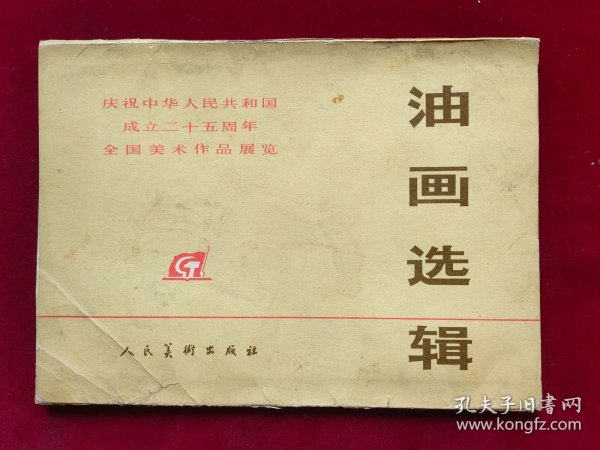 庆祝中华人民共和国
成立二十五周年
全国美术作品展览
油画选辑
人民美術出版社
孔夫子旧書网
www.kongfz.com